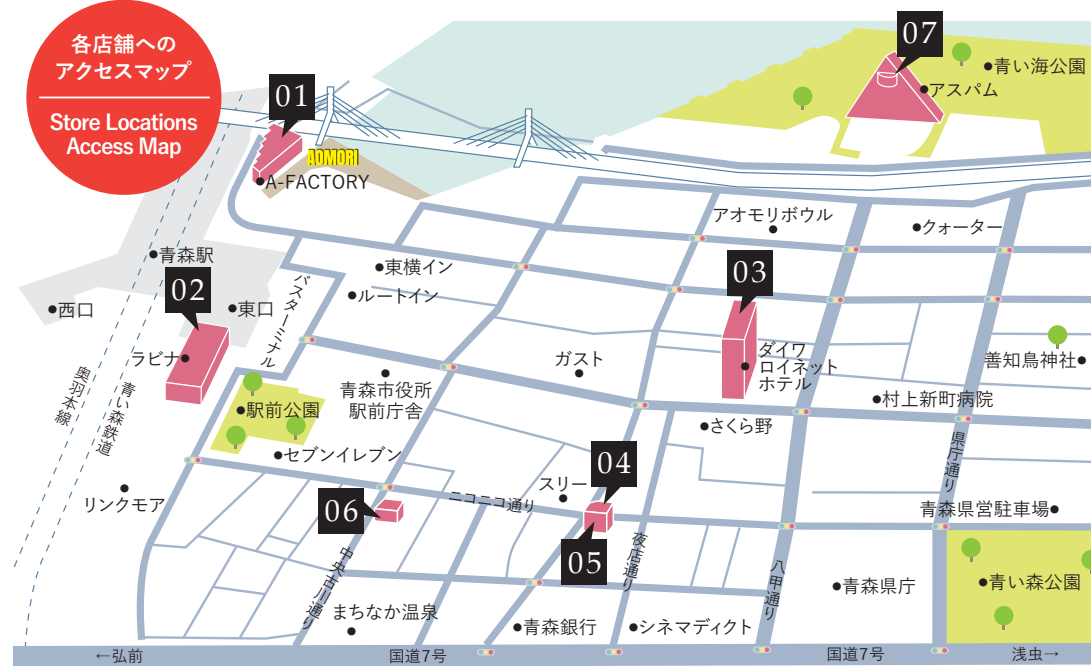 各店舗への
アクセスマップ
Store Locations
Access Map
01
AOMORI
A-FACTORY
07
青い海公園
アスパム
アオモリボウル
クォーター
青森駅
東横イン
ルートイン
02
西口
東口
バスターミナル
03
ラビナ
ガスト
ダイワ
ロイネット
ホテル
善知鳥神社
奥羽本線
青い森鉄道
青森市役所
駅前庁舎
駅前公園
村上新町病院
さくら野
県庁通り
セブンイレブン
リンクモア
ニコニコ通り
スリー
04
06
05
夜店通り
青森県営駐車場
中央古川通り
八甲通り
青森県庁
青い森公園
まちなか温泉
青森銀行
シネマディクト
←弘前
国道7号
国道7号
浅虫→